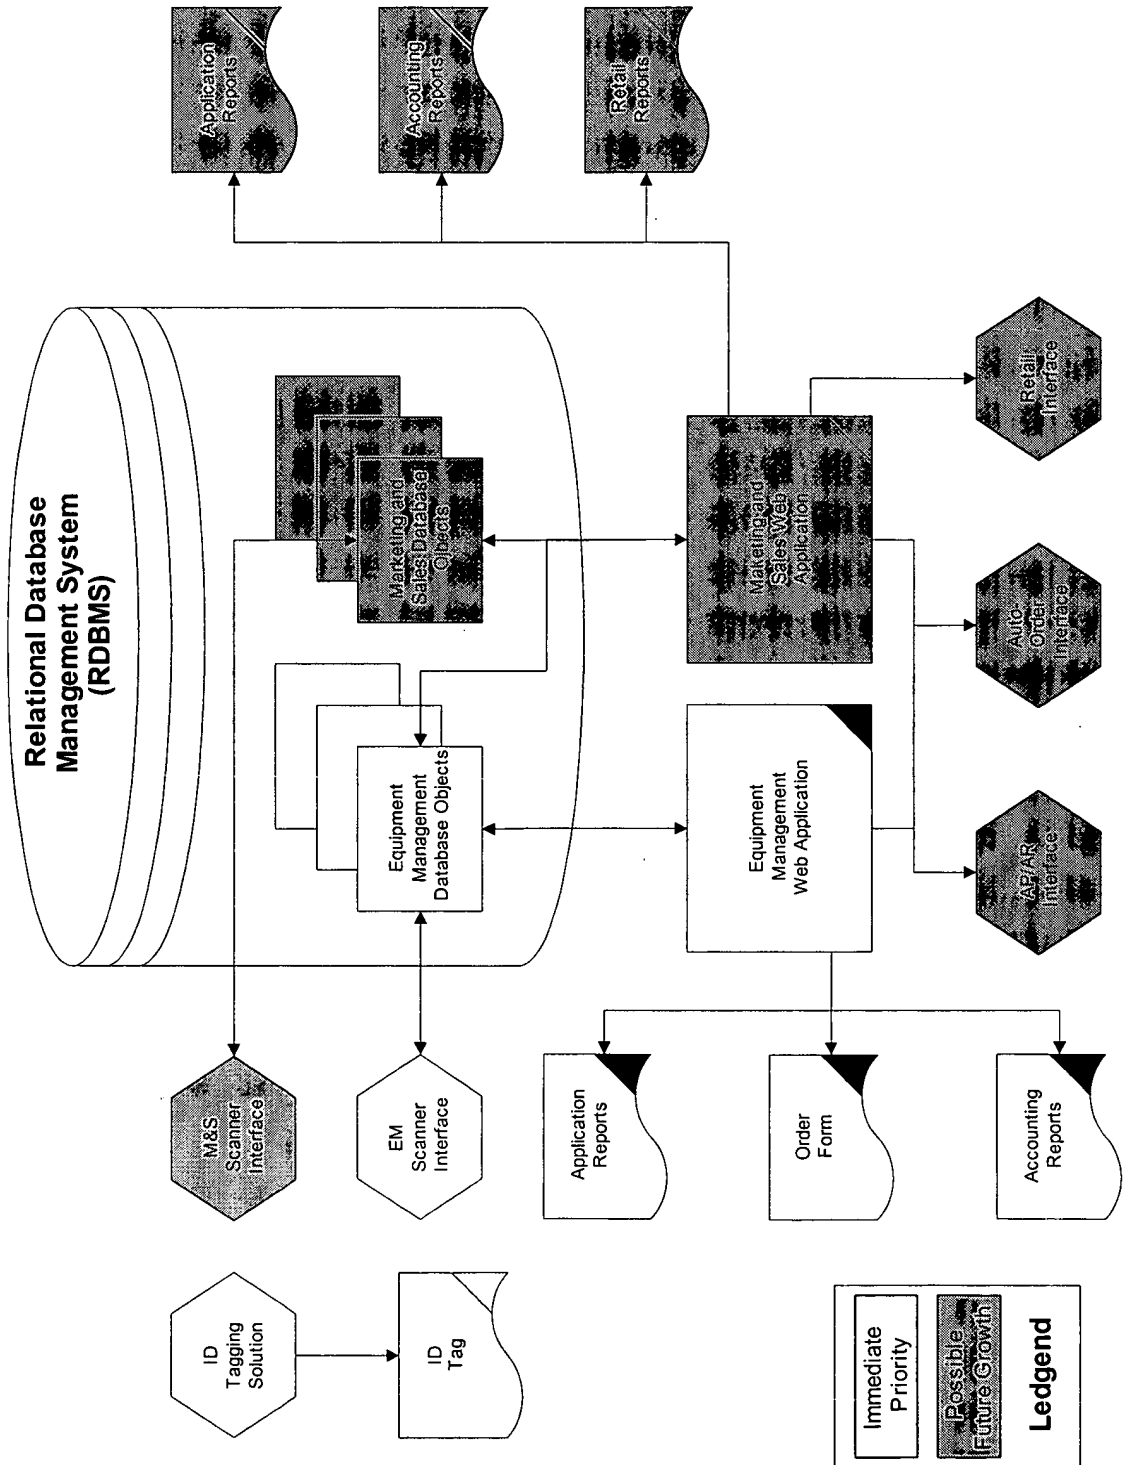 Relational Database
Management System
(RDBMS)
ID
Tagging
Solution
ID
Tag
M&S
Scanner
Interface
EM
Scanner
Interface
Equipment
Management
Database Objects
Marketing and
Sales Database
Objects
Application
Reports
Accounting
Reports
Retail
Reports
Application
Reports
Order
Form
Accounting
Reports
Equipment
Management
Web Application
Maketing and
Sales Web
Application
AP/AR
Interface
Auto-
Order
Interface
Retail
Interface
Immediate
Priority
Possible
Future Growth
Ledgend